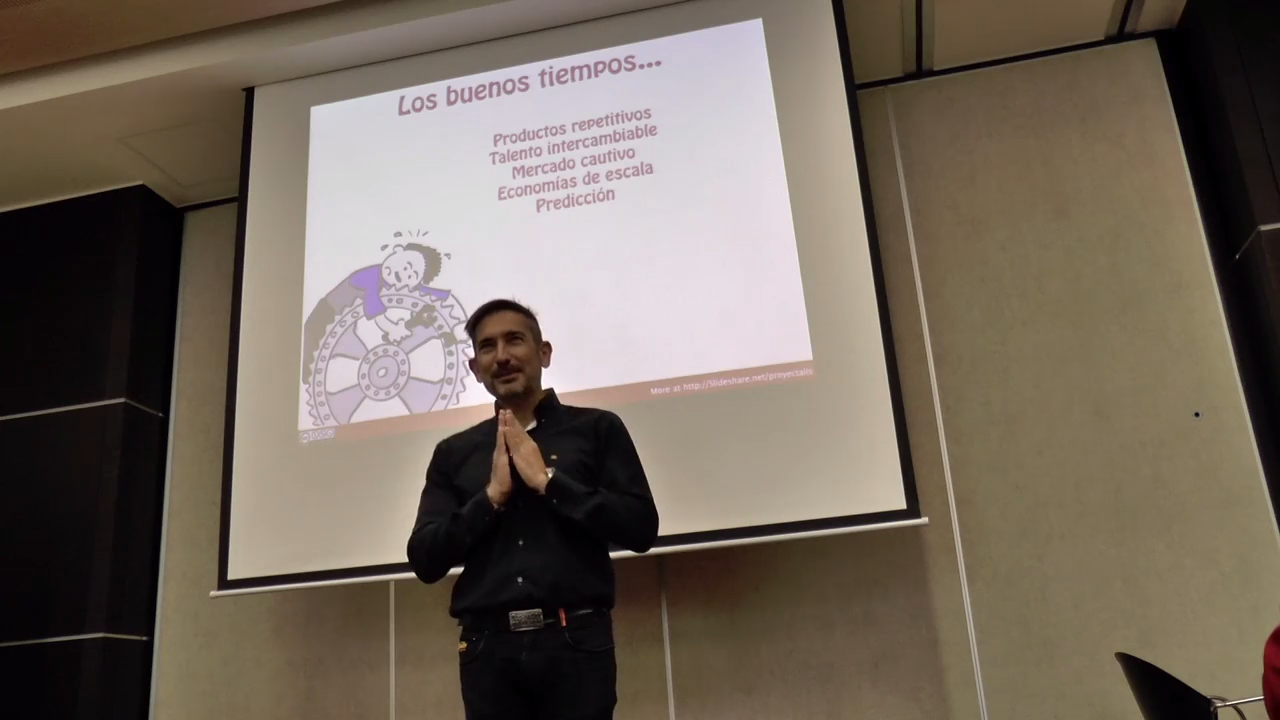 Los buenos tiempos...
Productos repetitivos
Talento intercambiable
Mercado cautivo
Economías de escala
Predicción
More at http://Slideshare.net/proyectalis